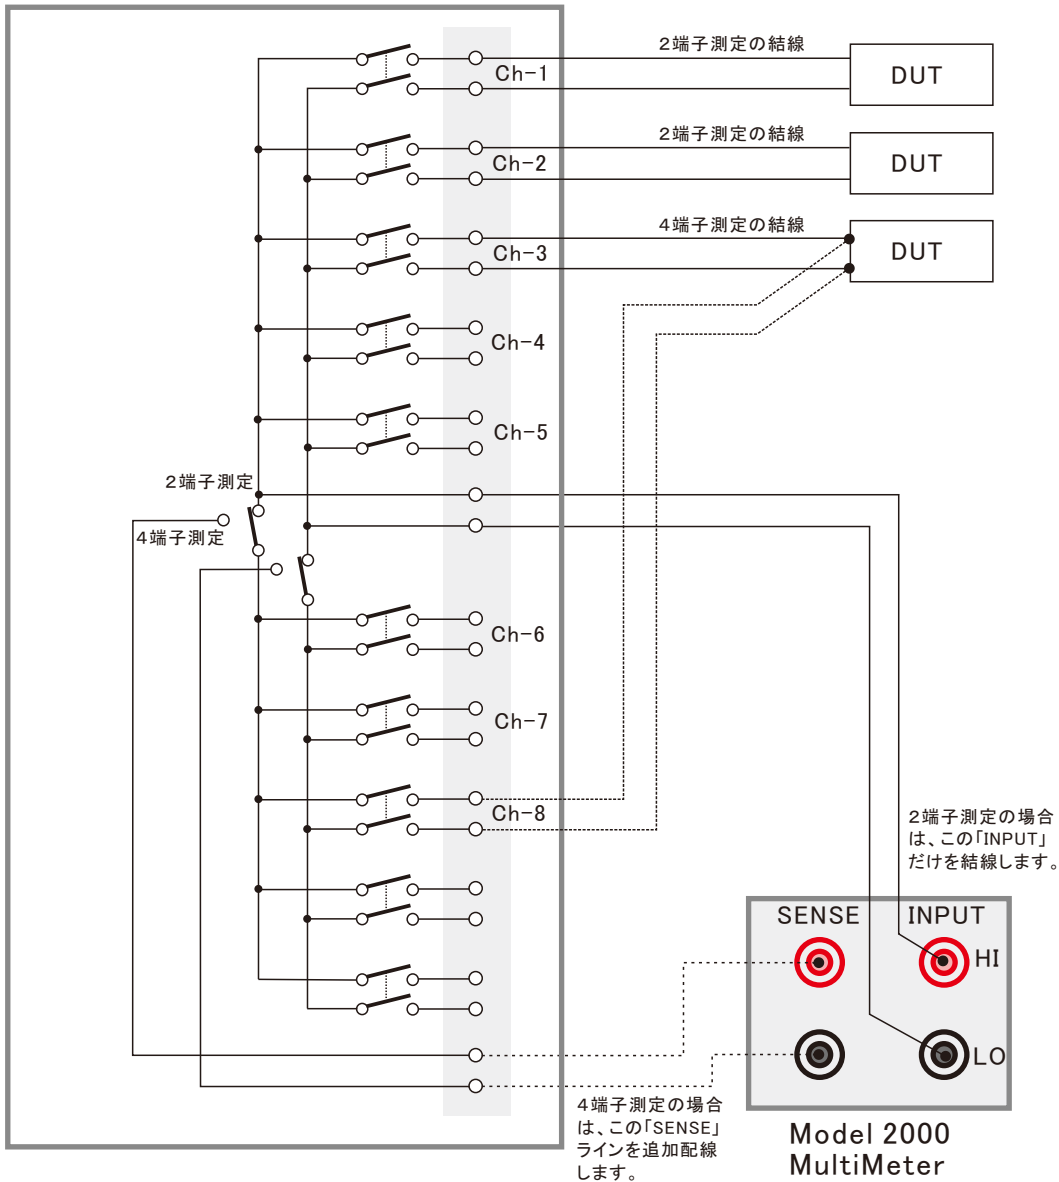 2端子測定の結線
DUT
Ch-1
2端子測定の結線
DUT
Ch-2
4端子測定の結線
DUT
Ch-3
Ch-4
Ch-5
2端子測定
4端子測定
Ch-6
Ch-7
Ch-8
2端子測定の場合
は、この「INPUT」
だけを結線します。
SENSE INPUT
HI
LO
4端子測定の場合
は、この「SENSE」
ラインを追加配線
します。
Model 2000
MultiMeter